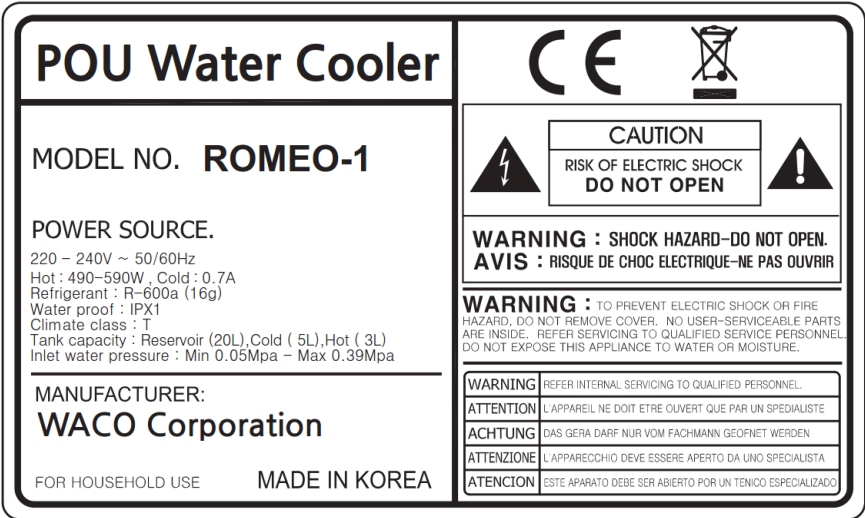 POU Water Cooler
MODEL NO. ROMEO-1
POWER SOURCE.
220 - 240V ~ 50/60Hz
Hot : 490-590W , Cold : 0.7A
Refrigerant : R-600a (16g)
Water proof : IPX1
Climate class : T
Tank capacity : Reservoir (20L),Cold ( 5L),Hot ( 3L)
Inlet water pressure : Min 0.05Mpa - Max 0.39Mpa
MANUFACTURER:
WACO Corporation
FOR HOUSEHOLD USE MADE IN KOREA
CE
CAUTION
RISK OF ELECTRIC SHOCK
DO NOT OPEN
WARNING : SHOCK HAZARD-DO NOT OPEN.
AVIS : RISQUE DE CHOC ELECTRIQUE-NE PAS OUVRIR
WARNING : TO PREVENT ELECTRIC SHOCK OR FIRE
HAZARD, DO NOT REMOVE COVER. NO USER-SERVICEABLE PARTS
ARE INSIDE. REFER SERVICING TO QUALIFIED SERVICE PERSONNEL.
DO NOT EXPOSE THIS APPLIANCE TO WATER OR MOISTURE.
WARNING REFER INTERNAL SERVICING TO QUALIFIED PERSONNEL.
ATTENTION L'APPAREIL NE DOIT ETRE OUVERT QUE PAR UN SPEDIALISTE
ACHTUNG DAS GERA DARF NUR VOM FACHMANN GEOFNET WERDEN
ATTENZIONE L'APPARECCHIO DEVE ESSERE APERTO DA UNO SPECIALISTA
ATENCION ESTE APARATO DEBE SER ABIERTO POR UN TENICO ESPECIALIZADO